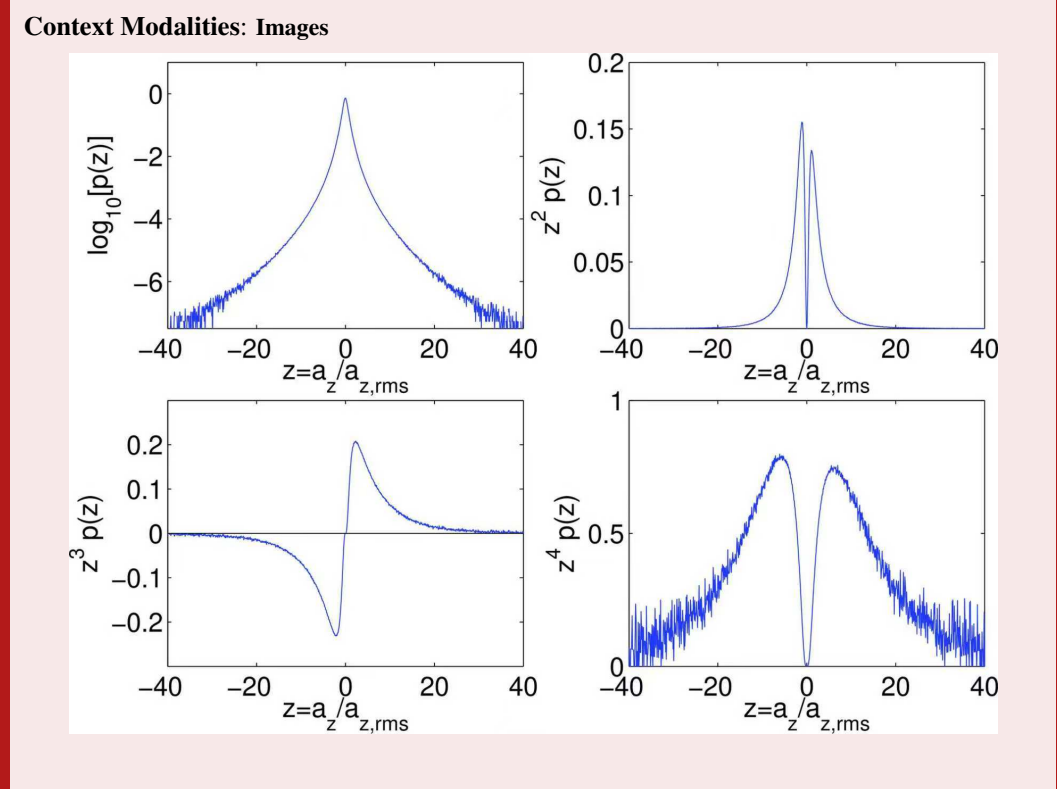 Context Modalities: Images
0
−2
−4
−6
log10[p(z)]
−40 −20 0 20 40
z=az/az,rms
0.2
0.15
0.1
0.05
0
z2 p(z)
−40 −20 0 20 40
z=az/az,rms
0.2
0.1
0
−0.1
−0.2
z3 p(z)
−40 −20 0 20 40
z=az/az,rms
1
0.5
0
z4 p(z)
−40 −20 0 20 40
z=az/az,rms